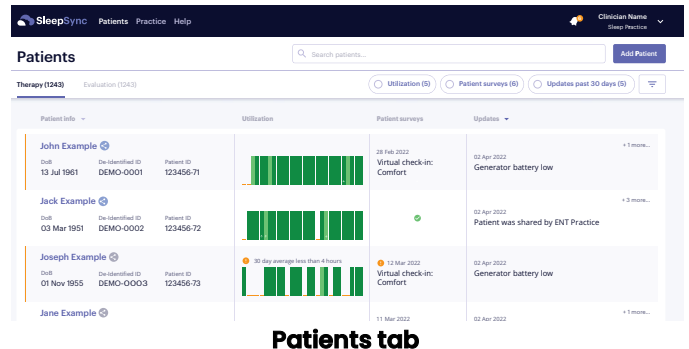 SleepSync Patients Practice Help
Clinician Name
Sleep Practice
Patients
Search patients...
Add Patient
Therapy (1243) Evaluation (1243)
Utilization (5) Patient surveys (6) Updates past 30 days (5)
Patient info Utilization Patient surveys Updates
John Example
DoB De-Identified ID Patient ID
13 Jul 1961 DEMO-0001 123456-71
28 Feb 2022
Virtual check-in:
Comfort
+ 1 more...
02 Apr 2022
Generator battery low
Jack Example
DoB De-Identified ID Patient ID
03 Mar 1951 DEMO-0002 123456-72
+ 3 more...
02 Apr 2022
Patient was shared by ENT Practice
Joseph Example
DoB De-Identified ID Patient ID
01 Nov 1955 DEMO-0003 123456-73
30 day average less than 4 hours
12 Mar 2022
Virtual check-in:
Comfort
02 Apr 2022
Generator battery low
Jane Example
11 Mar 2022
+ 1 more...
02 Apr 2022
Patients tab